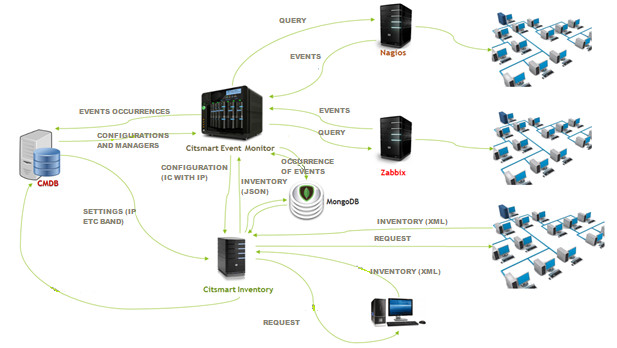 QUERY
Nagios
EVENTS
EVENTS OCCURRENCES
EVENTS
CONFIGURATIONS
AND MANAGERS
QUERY
Citsmart Event Monitor
Zabbix
CMDB
CONFIGURATION
(IC WITH IP)
INVENTORY
(JSON)
OCCURRENCE
OF EVENTS
MongoDB
SETTINGS (IP
ETC BAND)
INVENTORY (XML)
REQUEST
INVENTORY (XML)
Citsmart Inventory
REQUEST